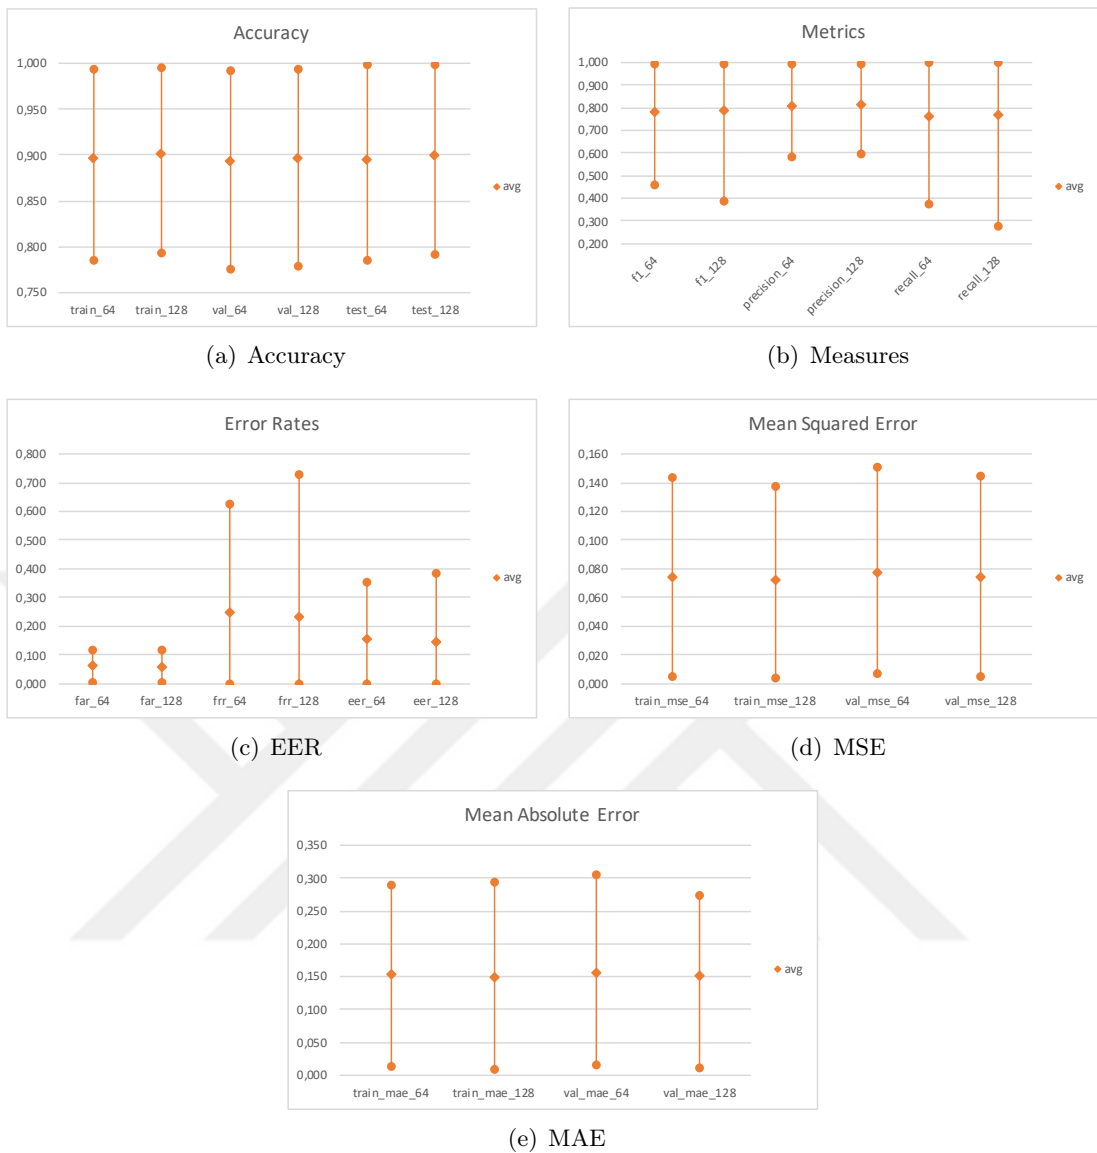 Accuracy
1,000
0,950
0,900
0,850
0,800
0,750
avg
train_64 train_128 val_64 val_128 test_64 test_128
(a) Accuracy
Metrics
1,000
0,900
0,800
0,700
0,600
0,500
0,400
0,300
0,200
avg
f1_64 f1_128 precision_64 precision_128 recall_64 recall_128
(b) Measures
Error Rates
0,800
0,700
0,600
0,500
0,400
0,300
0,200
0,100
0,000
avg
far_64 far_128 frr_64 frr_128 eer_64 eer_128
(c) EER
Mean Squared Error
0,160
0,140
0,120
0,100
0,080
0,060
0,040
0,020
0,000
avg
train_mse_64 train_mse_128 val_mse_64 val_mse_128
(d) MSE
Mean Absolute Error
0,350
0,300
0,250
0,200
0,150
0,100
0,050
0,000
avg
train_mae_64 train_mae_128 val_mae_64 val_mae_128
(e) MAE